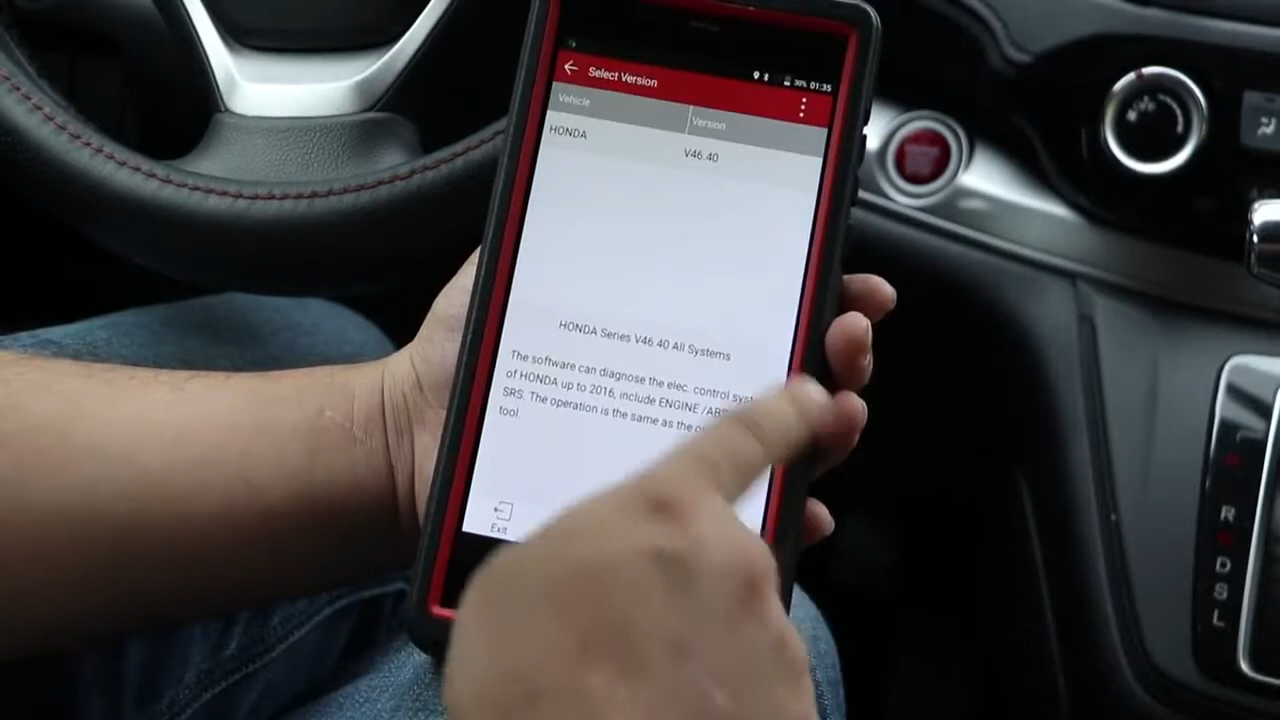 30% 01:35
Select Version
Vehicle
Version
HONDA
V46.40
HONDA Series V46.40 All Systems
The software can diagnose the elec. control
of HONDA up to 2016, include ENGINE
SRS. The operation is the same as the
tool.
Exit
R
D
S
L